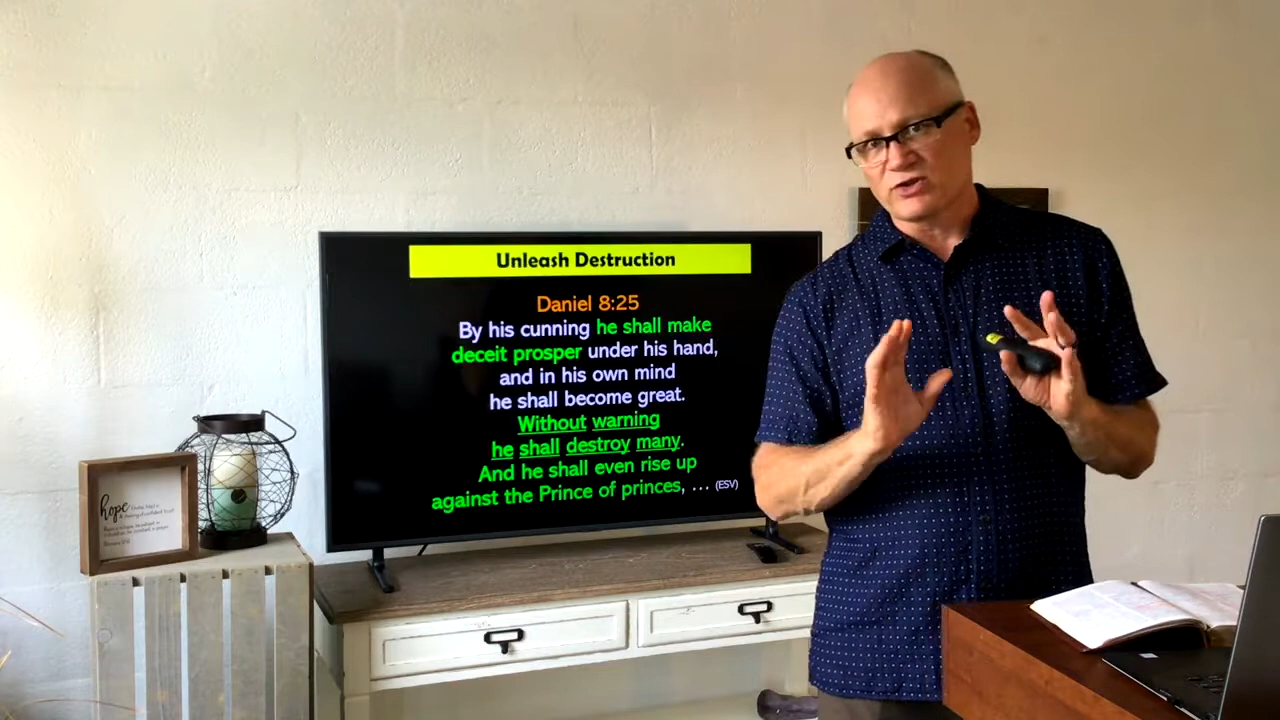 Unleash Destruction
Daniel 8:25
By his cunning he shall make
deceit prosper under his hand,
and in his own mind
he shall become great.
Without warning
he shall destroy many.
And he shall even rise up
against the Prince of princes, … (ESV)
hope